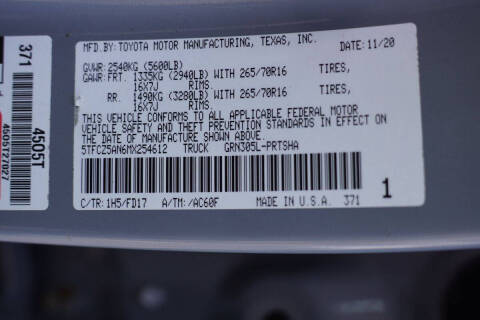 MFD.BY: TOYOTA MOTOR MANUFACTURING, TEXAS, INC.
DATE: 11/20
GVWR: 2540KG (5600LB)
GAWR: FRT. 1335KG (2940LB) WITH 265/70R16 TIRES,
16X7J RIMS.
RR. 1490KG (3280LB) WITH 265/70R16 TIRES,
16X7J RIMS.
THIS VEHICLE CONFORMS TO ALL APPLICABLE FEDERAL MOTOR
VEHICLE SAFETY AND THEFT PREVENTION STANDARDS IN EFFECT ON
THE DATE OF MANUFACTURE SHOWN ABOVE.
5TFCZ5AN6MX254612 TRUCK GRN305L-PRTSHA
1
C/TR: 1H5/FD17 A/TM: /AC60F MADE IN U.S.A. 371
371
4505T
4505T27027